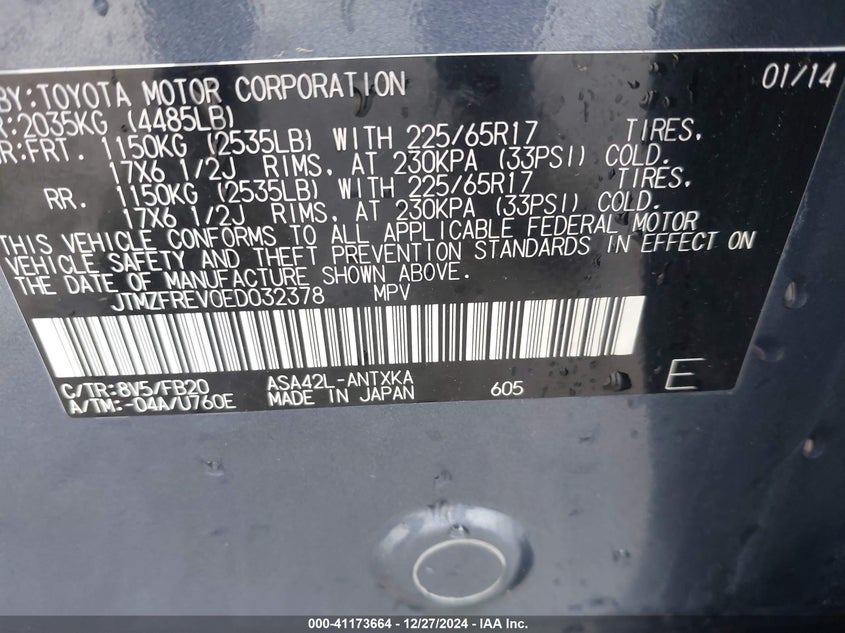 BY: TOYOTA MOTOR CORPORATION 01/14
R: 2035KG (4485LB)
R: FRT. 1150KG (2535LB) WITH 225/65R17 TIRES,
17X6 1/2J RIMS, AT 230KPA (33PSI) COLD.
RR. 1150KG (2535LB) WITH 225/65R17 TIRES,
17X6 1/2J RIMS, AT 230KPA (33PSI) COLD.
THIS VEHICLE CONFORMS TO ALL APPLICABLE FEDERAL MOTOR
VEHICLE SAFETY AND THEFT PREVENTION STANDARDS IN EFFECT ON
THE DATE OF MANUFACTURE SHOWN ABOVE.
JTMZFREV0ED032378 MPV
C/TR: 8V5/FB20 ASA42L-ANTXKA 605 E
A/TM: -04A/U760E MADE IN JAPAN
000-41173664 - 12/27/2024 - IAA Inc.